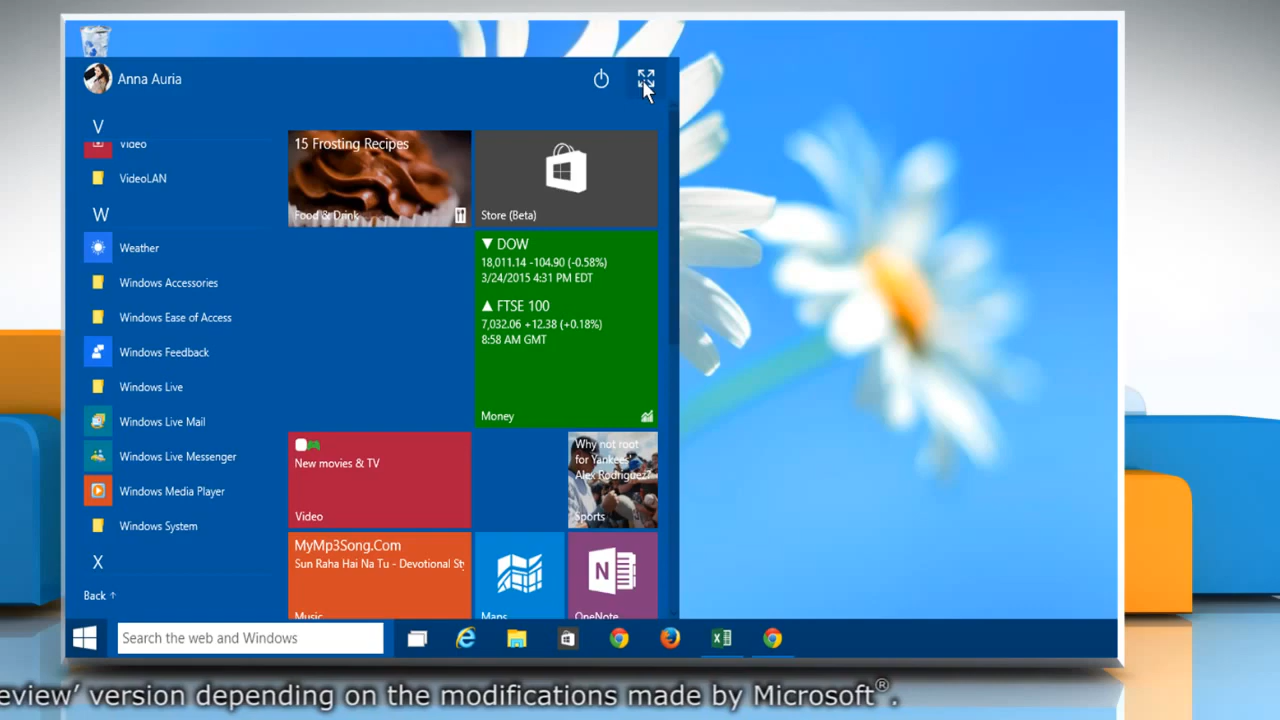 Anna Auria
V
Video
VideoLAN
W
Weather
Windows Accessories
Windows Ease of Access
Windows Feedback
Windows Live
Windows Live Mail
Windows Live Messenger
Windows Media Player
Windows System
X
Back ↑
15 Frosting Recipes
Food & Drink
Store (Beta)
▼ DOW
18,011.14 -104.90 (-0.58%)
3/24/2015 4:31 PM EDT
▲ FTSE 100
7,032.06 +12.38 (+0.18%)
8:58 AM GMT
Money
New movies & TV
Video
Why not root
for Yankees'
Alex Rodriguez?
Sports
MyMp3Song.Com
Sun Raha Hai Na Tu - Devotional Sty
Music
Maps
N
OneNote
Search the web and Windows
eview’ version depending on the modifications made by Microsoft®.